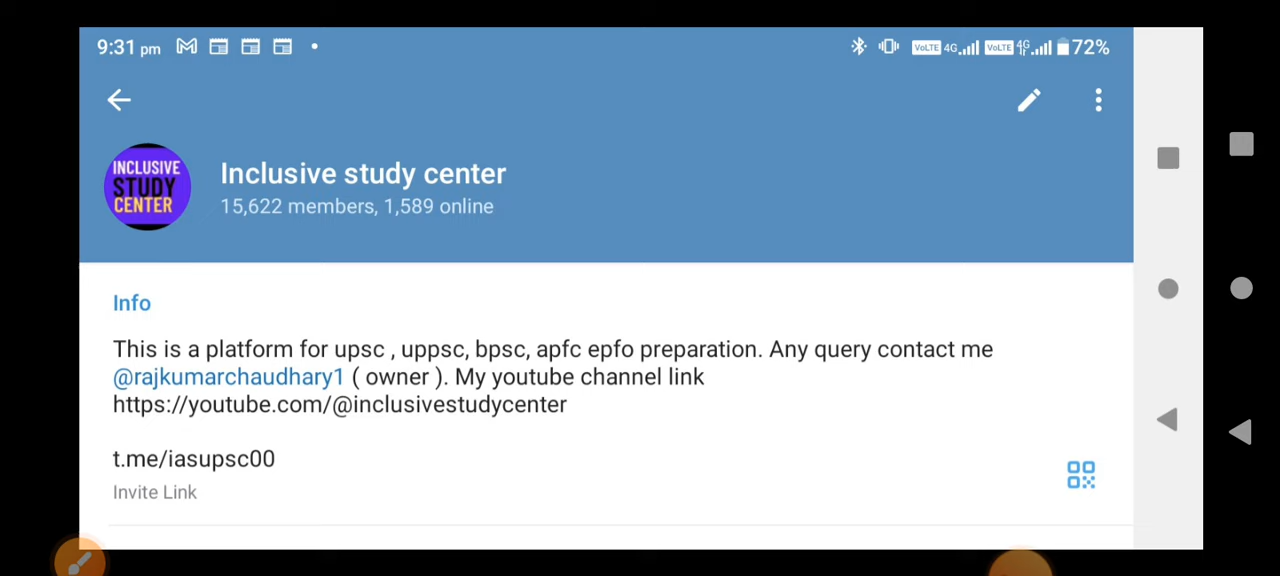 9:31 pm
VoLTE 4G VoLTE 4G 72%
INCLUSIVE
STUDY
CENTER
Inclusive study center
15,622 members, 1,589 online
Info
This is a platform for upsc , uppsc, bpsc, apfc epfo preparation. Any query contact me
@rajkumarchaudhary1 ( owner ). My youtube channel link
https://youtube.com/@inclusivestudycenter
t.me/iasupsc00
Invite Link